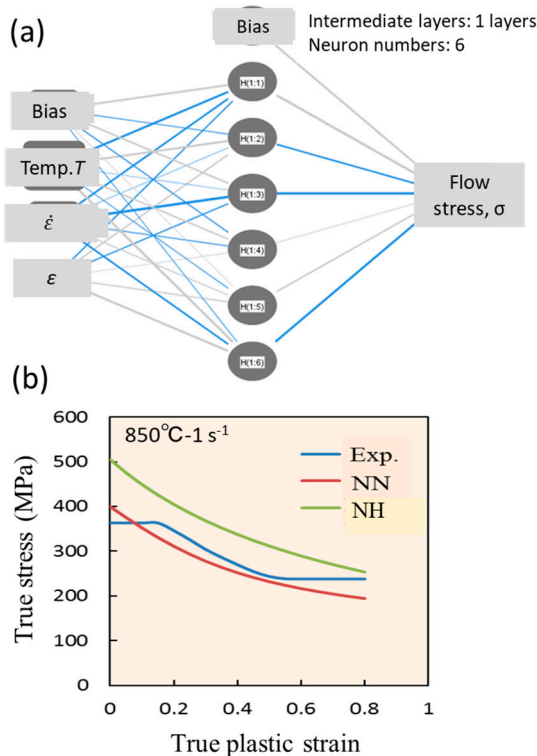 (a)
Bias
Intermediate layers: 1 layers
Neuron numbers: 6
Bias
Temp.T
ε̇
ε
H(1:1)
H(1:2)
H(1:3)
H(1:4)
H(1:5)
H(1:6)
Flow
stress, σ
(b)
850℃-1 s⁻¹
Exp.
NN
NH
True stress (MPa)
600
500
400
300
200
100
0
0
0.2
0.4
0.6
0.8
1
True plastic strain